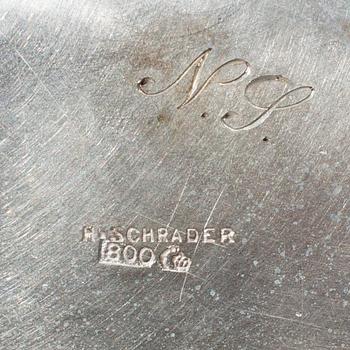 N. S.
H. SCHRADER
800